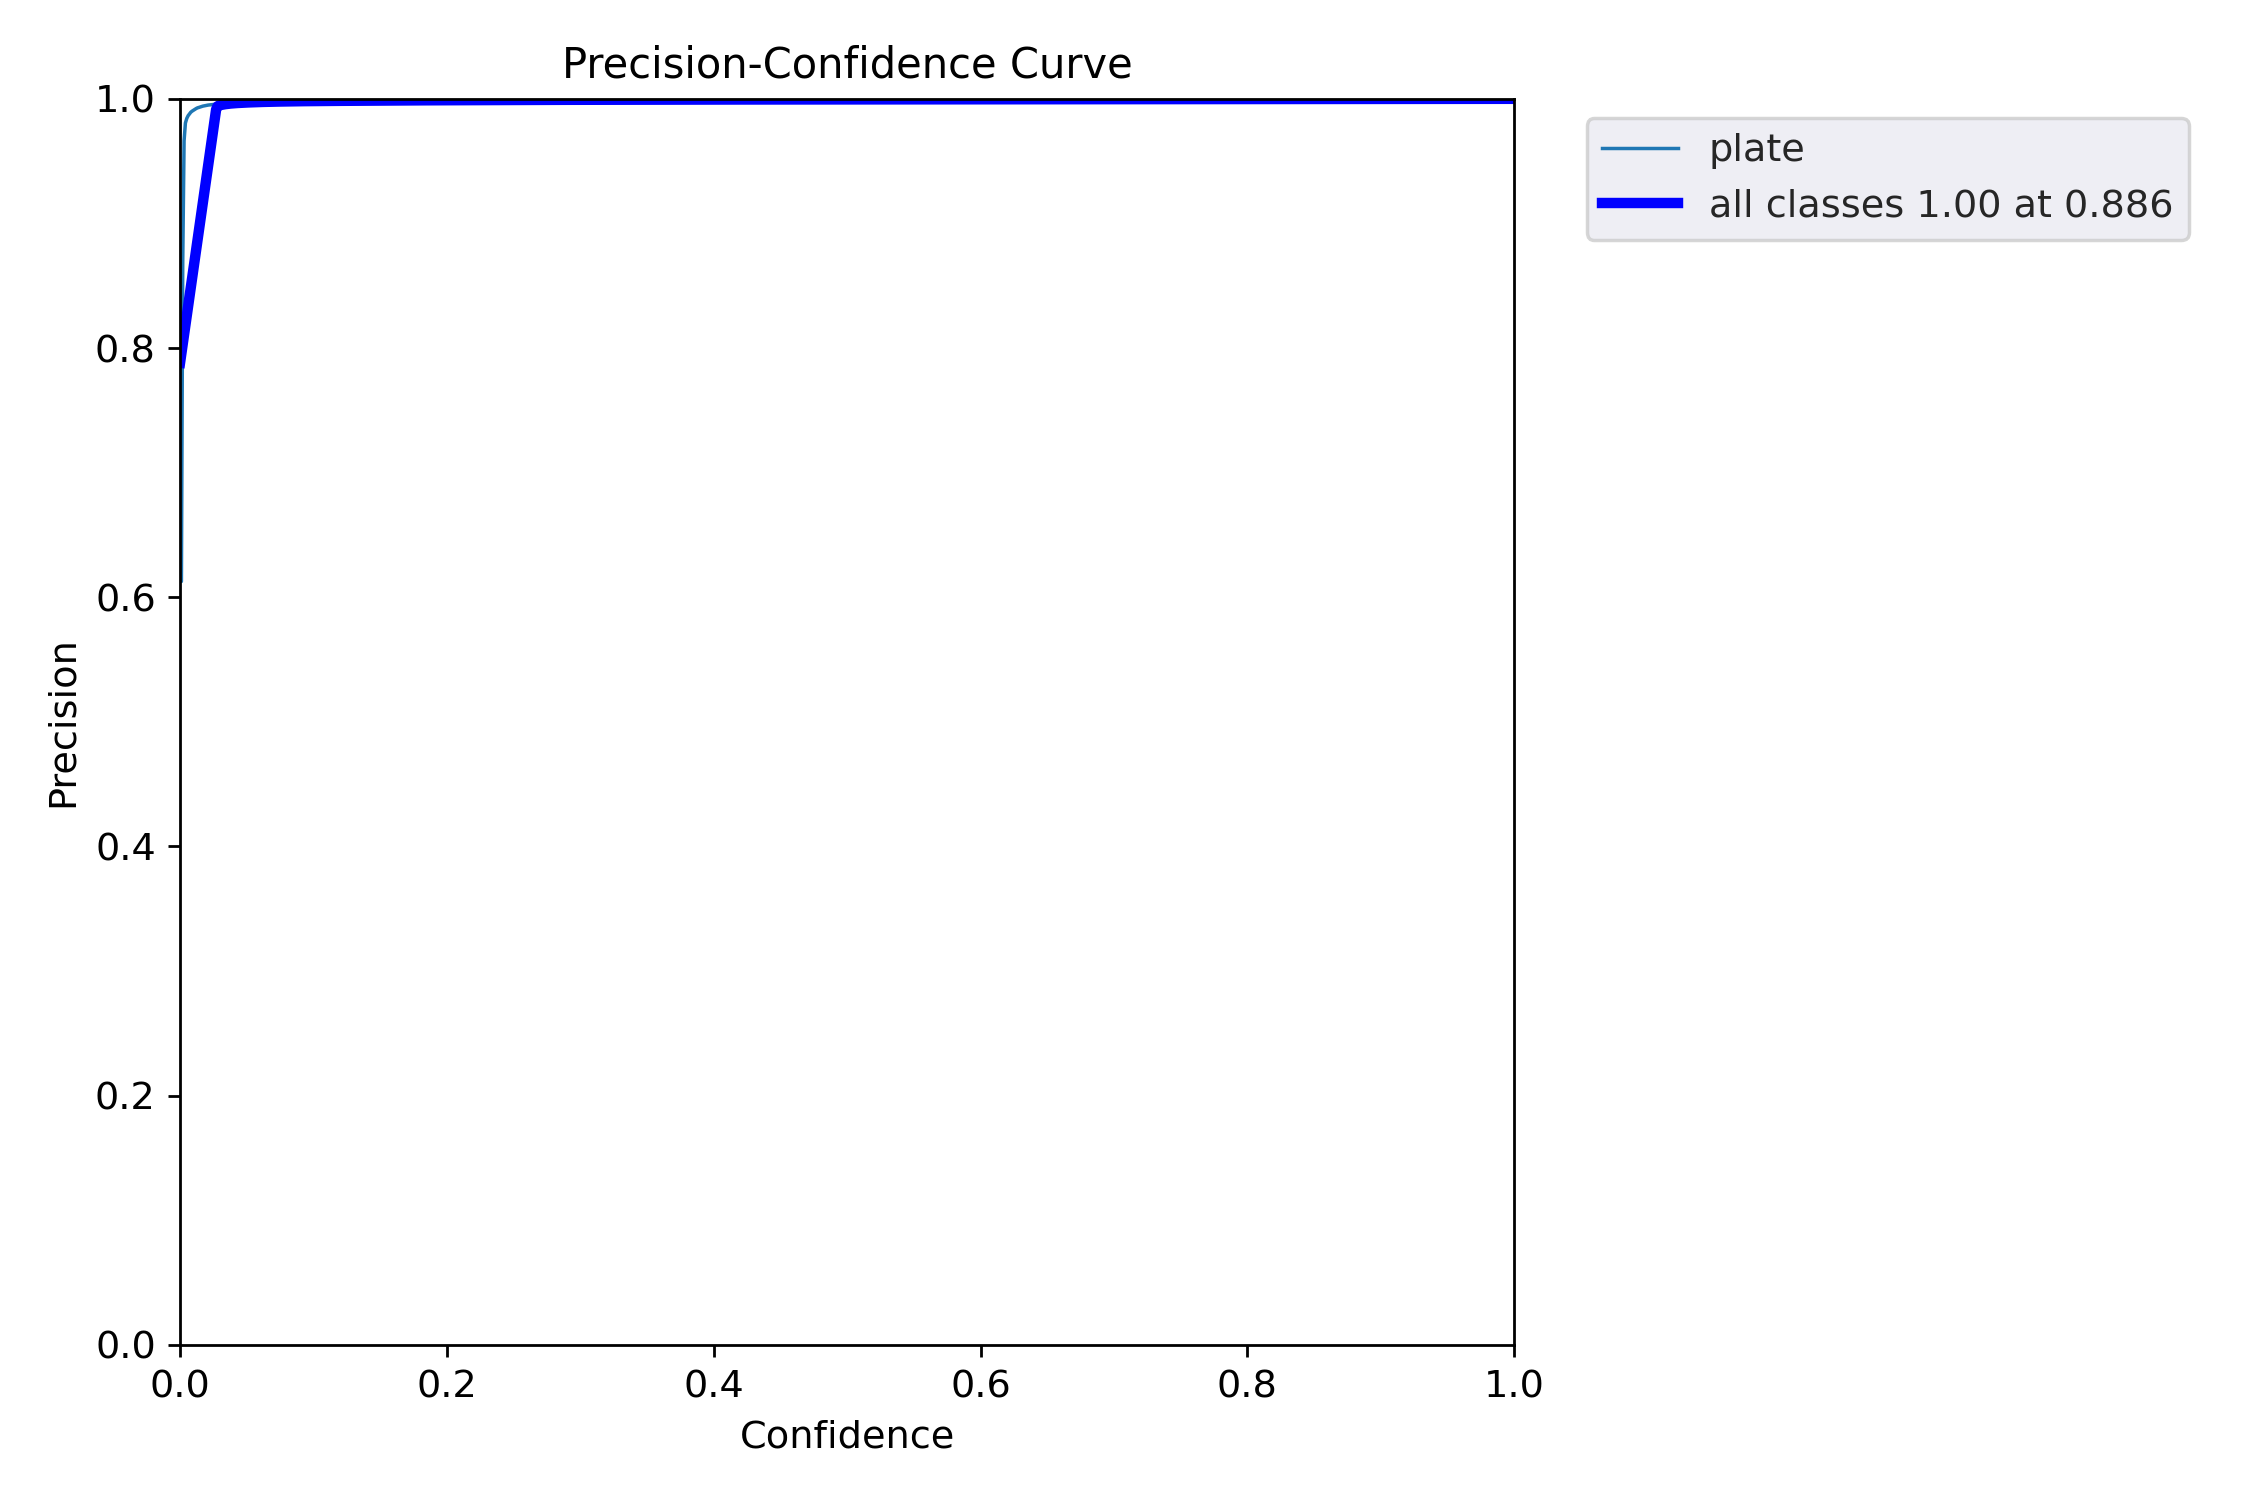 Precision-Confidence Curve
1.0
0.8
0.6
0.4
0.2
0.0
Precision
0.0 0.2 0.4 0.6 0.8 1.0
Confidence
plate
all classes 1.00 at 0.886